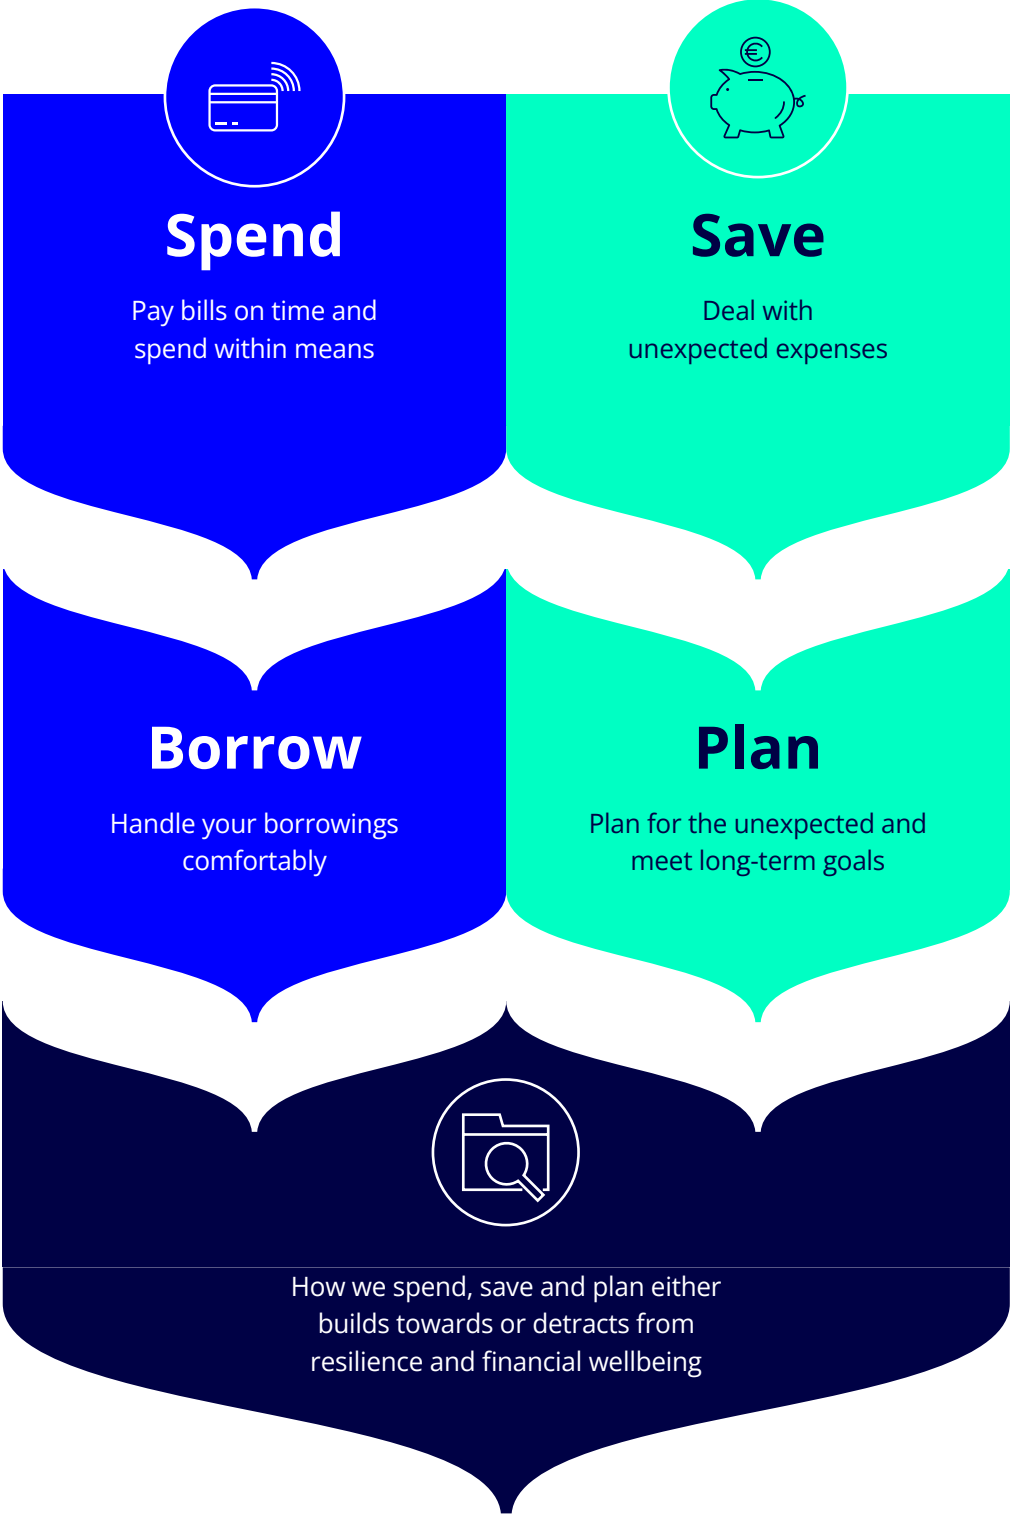 Spend
Pay bills on time and
spend within means
€
Save
Deal with
unexpected expenses
Borrow
Handle your borrowings
comfortably
Plan
Plan for the unexpected and
meet long-term goals
How we spend, save and plan either
builds towards or detracts from
resilience and financial wellbeing